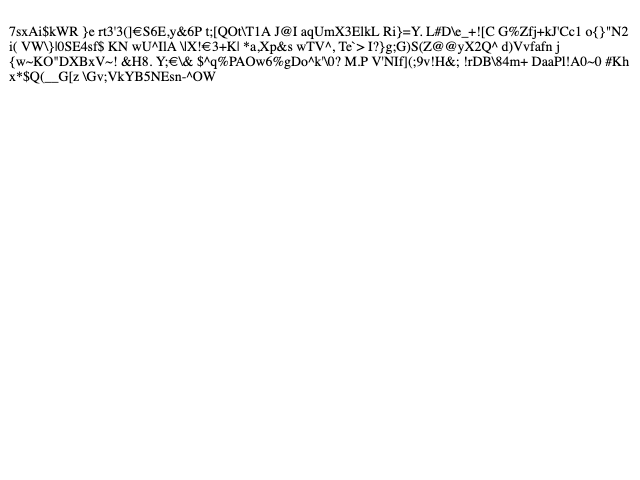 7sxAi$kWR }e rt3'3(]€S6E,y&6P t;[QOt\T1A J@I aqUmX3ElkL Ri}=Y. L#D\e_+![C G%Zfj+kJ'Cc1 o{}"N2
i( VW\}|0SE4sf$ KN wU^IlA \lX!€3+K| *a,Xp&s wTV^, Te`> I?}g;G)S(Z@@yX2Q^ d)Vvfafn j
{w~KO"DXBxV~! &H8. Y;€\& $^q%PAOw6%gDo^k'\0? M.P V'NIf](;9v!H&; !rDB\84m+ DaaPl!A0~0 #Kh
x*$Q(__G[z \Gv;VkYB5NEsn-^OW